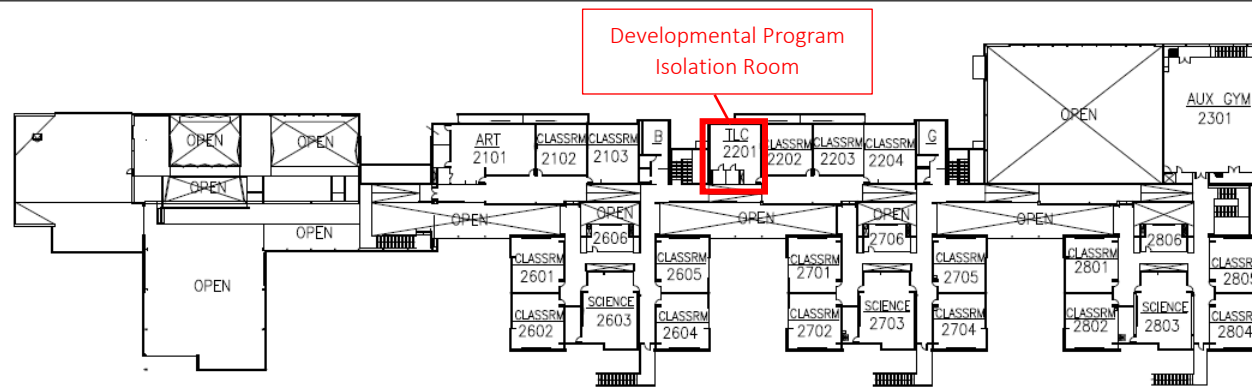 Developmental Program
Isolation Room
OPEN
OPEN
OPEN
OPEN
OPEN
ART
2101
CLASSRM
2102
CLASSRM
2103
B
TLC
2201
CLASSRM
2202
CLASSRM
2203
CLASSRM
2204
G
OPEN
AUX GYM
2301
OPEN
OPEN
2606
OPEN
OPEN
2706
OPEN
2806
CLASSRM
2601
CLASSRM
2605
CLASSRM
2701
CLASSRM
2705
CLASSRM
2801
CLASSRM
2805
CLASSRM
2602
SCIENCE
2603
CLASSRM
2604
CLASSRM
2702
SCIENCE
2703
CLASSRM
2704
CLASSRM
2802
SCIENCE
2803
CLASSRM
2804